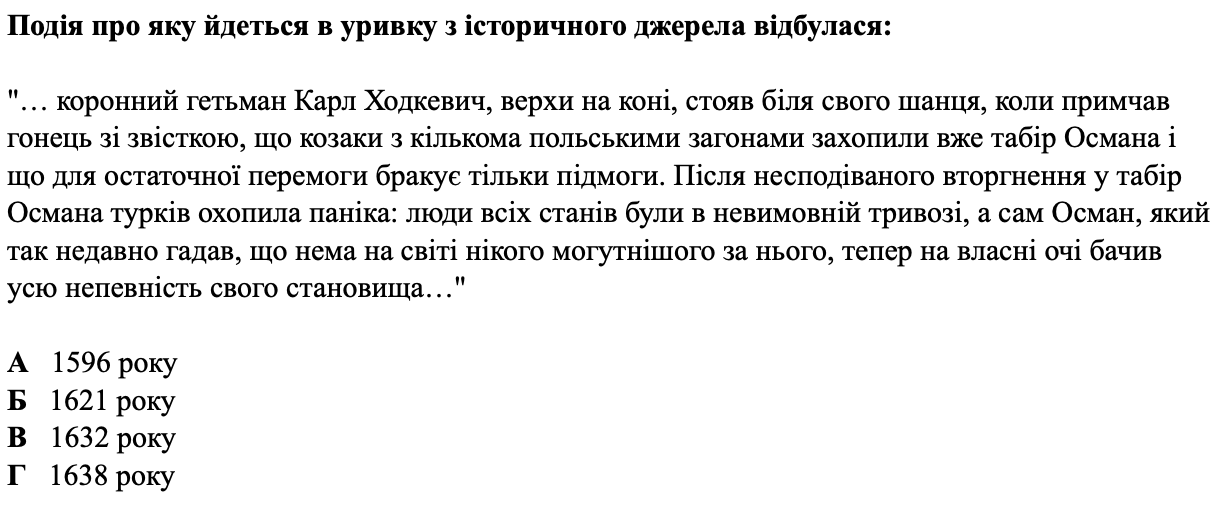 Подія про яку йдеться в уривку з історичного джерела відбулася:
"… коронний гетьман Карл Ходкевич, верхи на коні, стояв біля свого шанця, коли примчав
гонець зі звісткою, що козаки з кількома польськими загонами захопили вже табір Османа і
що для остаточної перемоги бракує тільки підмоги. Після несподіваного вторгнення у табір
Османа турків охопила паніка: люди всіх станів були в невимовній тривозі, а сам Осман, який
так недавно гадав, що нема на світі нікого могутнішого за нього, тепер на власні очі бачив
усю непевність свого становища…"
А 1596 року
Б 1621 року
В 1632 року
Г 1638 року